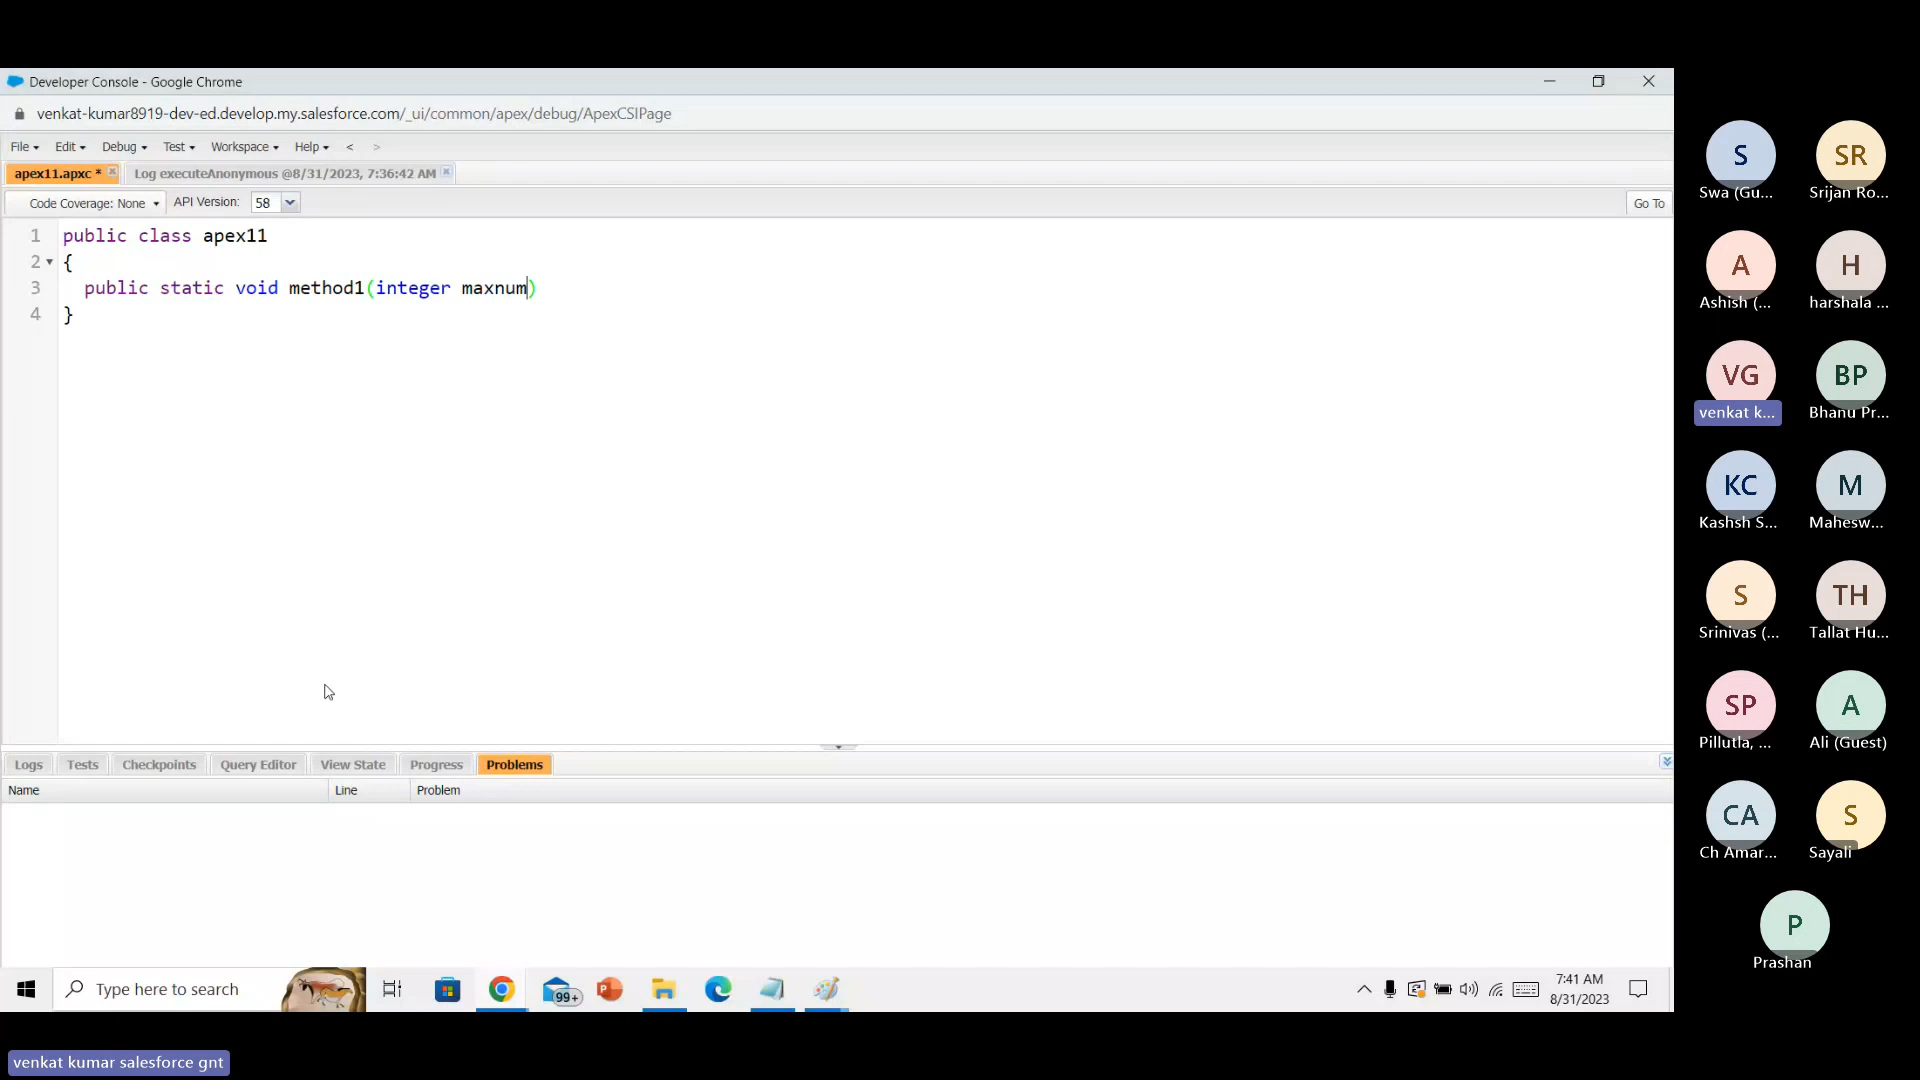 Developer Console - Google Chrome
venkat-kumar8919-dev-ed.develop.my.salesforce.com/_ui/common/apex/debug/ApexCSIPage
File Edit Debug Test Workspace Help < >
apex11.apxc * Log executeAnonymous @8/31/2023, 7:36:42 AM
Code Coverage: None API Version: 58 Go To
1 public class apex11
2 {
3 public static void method1(integer maxnum)
4 }
Logs Tests Checkpoints Query Editor View State Progress Problems
Name Line Problem
Type here to search
99+
7:41 AM
8/31/2023
S SR
Swa (Gu... Srijan Ro...
A H
Ashish (... harshala ...
VG BP
venkat k... Bhanu Pr...
KC M
Kashsh S... Mahesw...
S TH
Srinivas (... Tallat Hu...
SP A
Pillutla, ... Ali (Guest)
CA S
Ch Amar... Sayali
P
Prashan
venkat kumar salesforce gnt